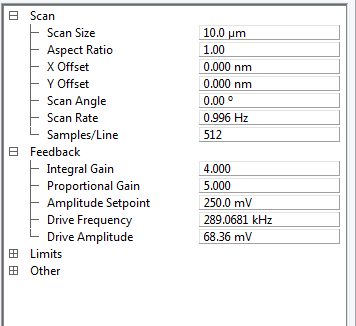 Scan
Scan Size 10.0 µm
Aspect Ratio 1.00
X Offset 0.000 nm
Y Offset 0.000 nm
Scan Angle 0.00 º
Scan Rate 0.996 Hz
Samples/Line 512
Feedback
Integral Gain 4.000
Proportional Gain 5.000
Amplitude Setpoint 250.0 mV
Drive Frequency 289.0681 kHz
Drive Amplitude 68.36 mV
Limits
Other